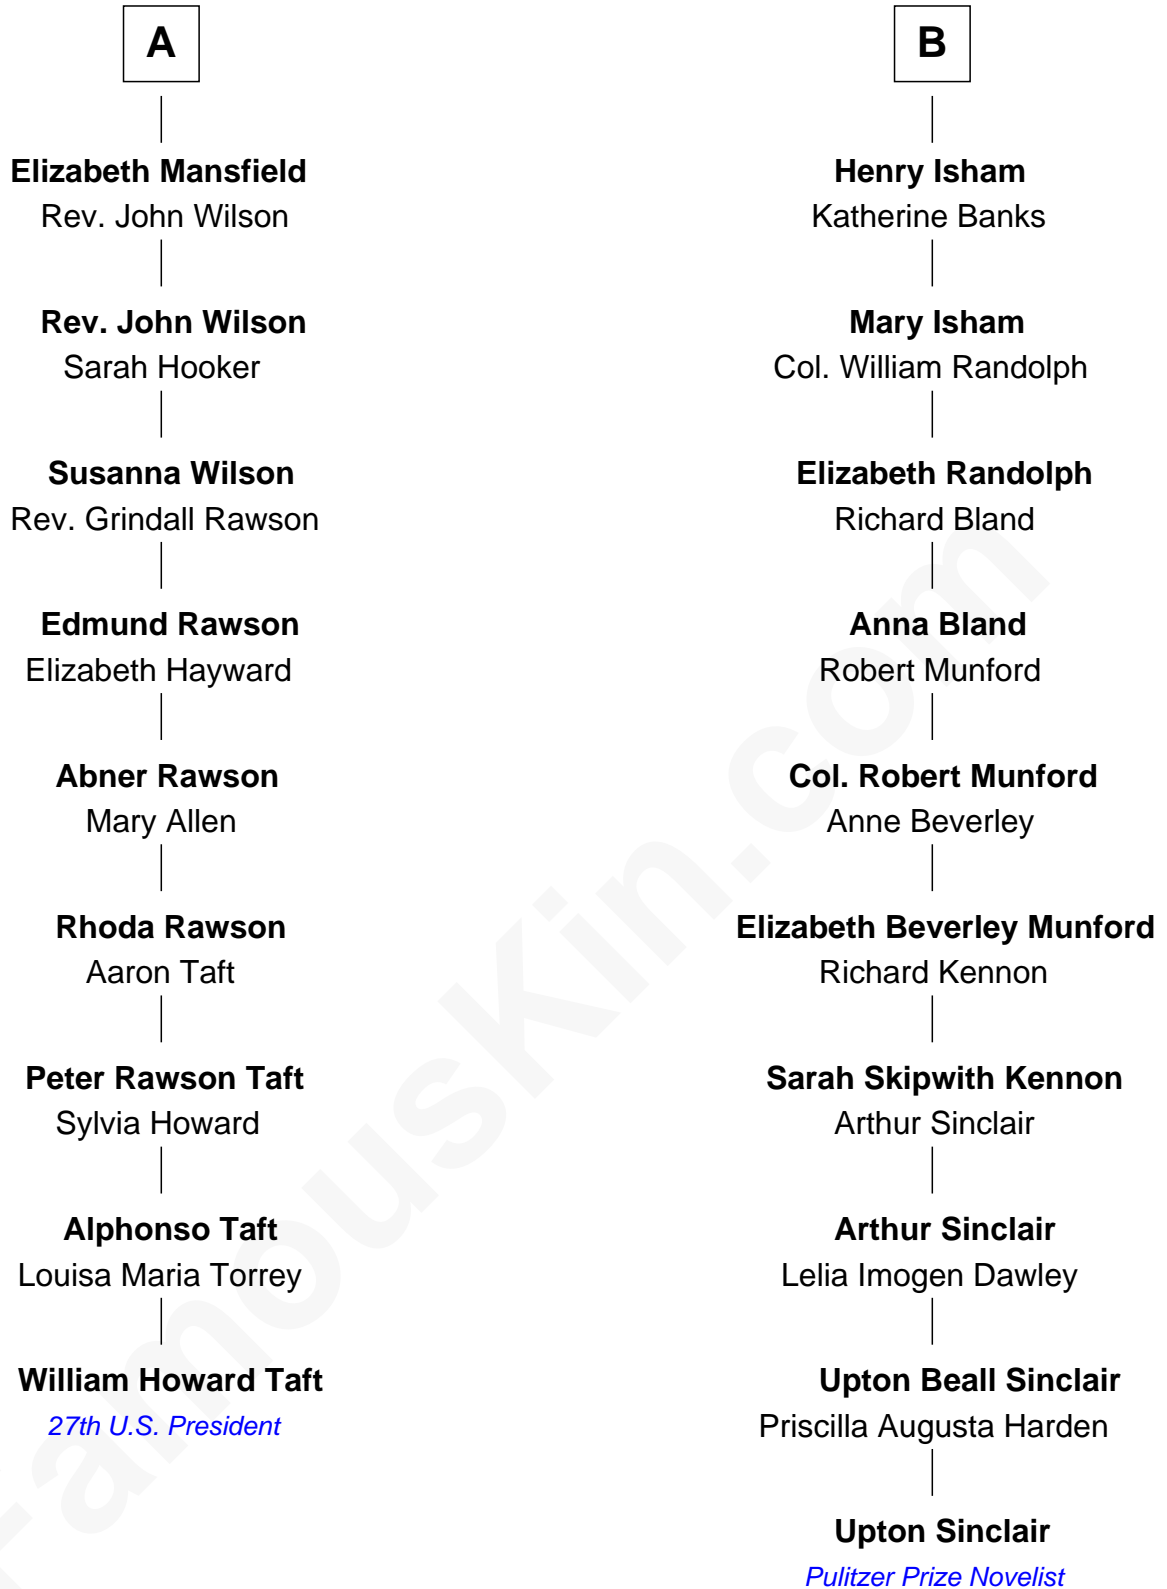 A
Elizabeth Mansfield
Rev. John Wilson
Rev. John Wilson
Sarah Hooker
Susanna Wilson
Rev. Grindall Rawson
Edmund Rawson
Elizabeth Hayward
Abner Rawson
Mary Allen
Rhoda Rawson
Aaron Taft
Peter Rawson Taft
Sylvia Howard
Alphonso Taft
Louisa Maria Torrey
William Howard Taft
27th U.S. President
B
Henry Isham
Katherine Banks
Mary Isham
Col. William Randolph
Elizabeth Randolph
Richard Bland
Anna Bland
Robert Munford
Col. Robert Munford
Anne Beverley
Elizabeth Beverley Munford
Richard Kennon
Sarah Skipwith Kennon
Arthur Sinclair
Arthur Sinclair
Lelia Imogen Dawley
Upton Beall Sinclair
Priscilla Augusta Harden
Upton Sinclair
Pulitzer Prize Novelist
FamousKin.com